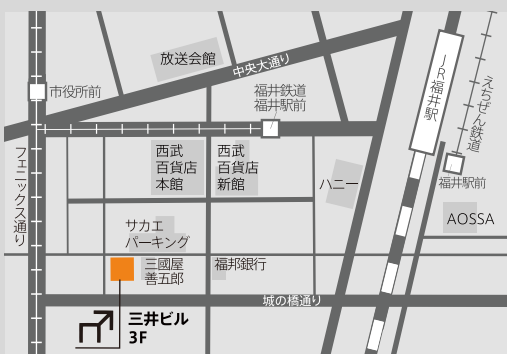 放送会館
中央大通り
JR福井駅
市役所前
福井鉄道
福井駅前
えちぜん鉄道
西武
百貨店
本館
西武
百貨店
新館
フェニックス通り
ハニー
福井駅前
AOSSA
サカエ
パーキング
三國屋
善五郎
福邦銀行
城の橋通り
三井ビル
3F